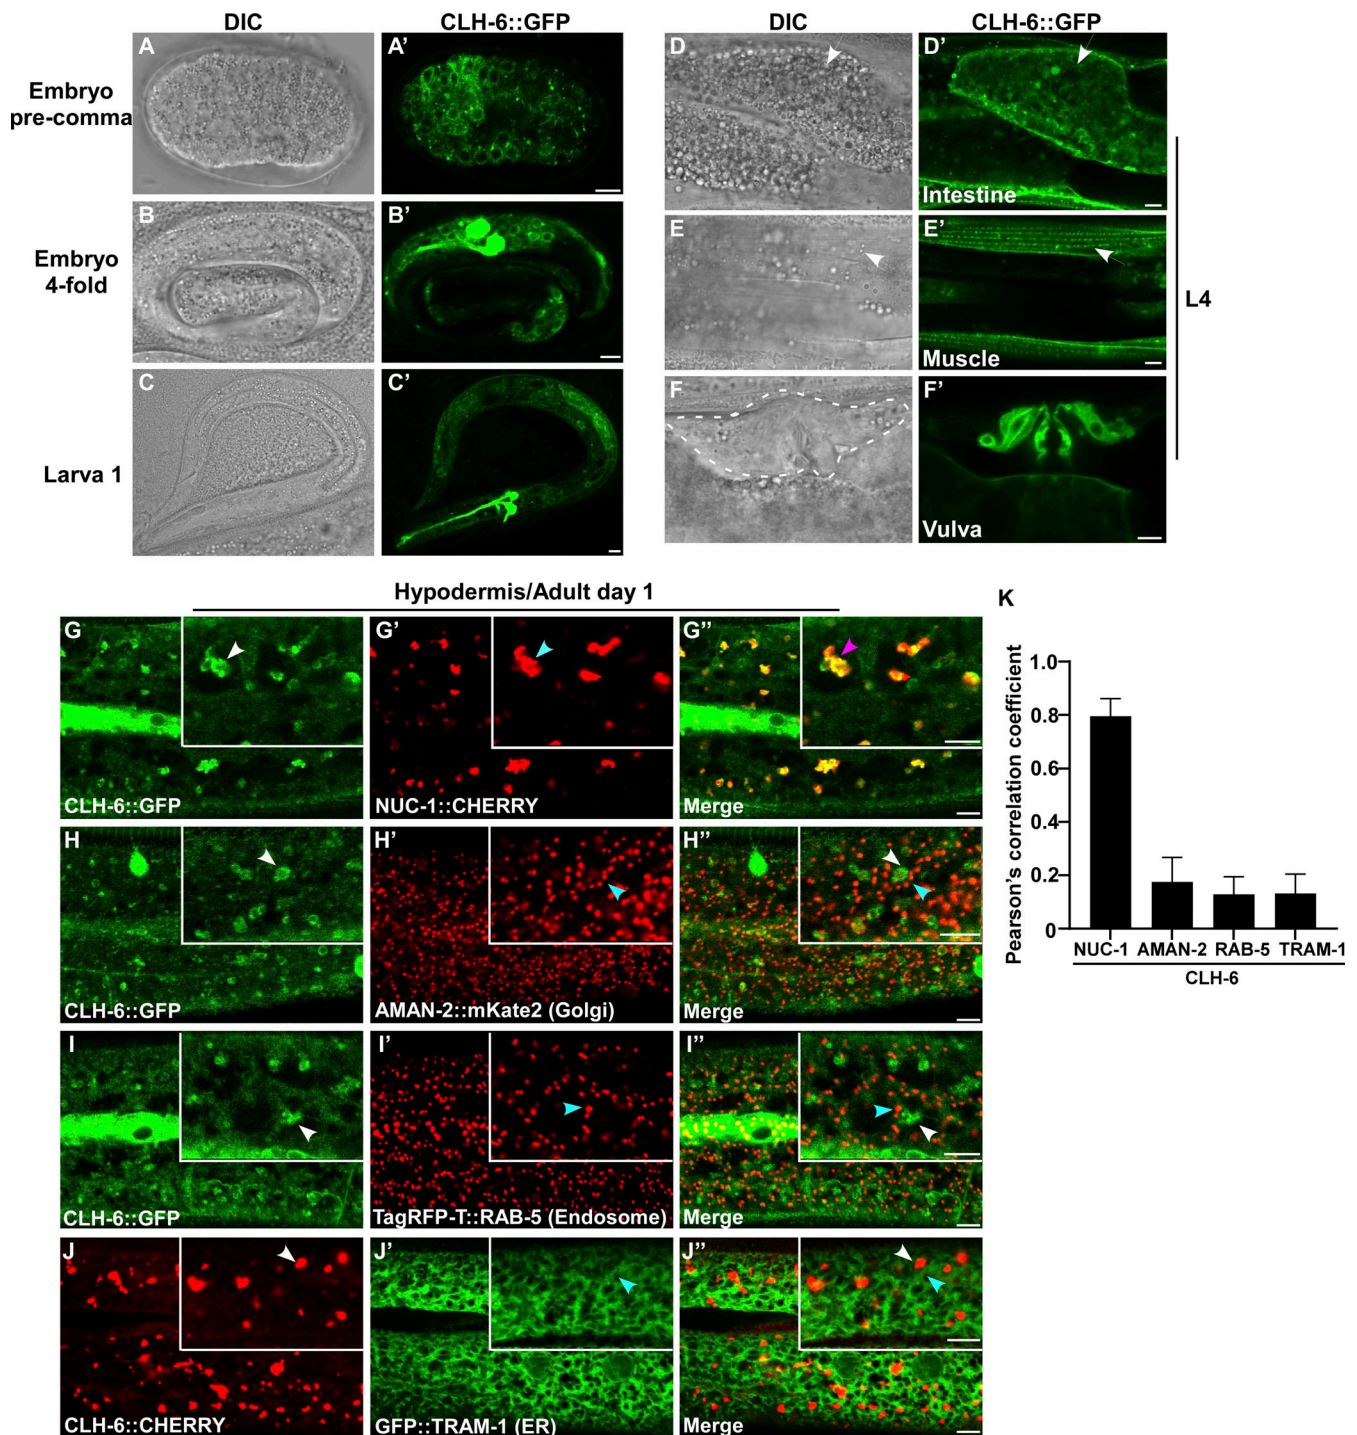 DIC
CLH-6::GFP
DIC
CLH-6::GFP
A
A'
D
D'
Embryo
pre-comma
Intestine
B
B'
E
E'
Embryo
4-fold
L4
Muscle
C
C'
F
F'
Larva 1
Vulva
Hypodermis/Adult day 1
K
G
G'
G''
CLH-6::GFP
NUC-1::CHERRY
Merge
H
H'
H''
CLH-6::GFP
AMAN-2::mKate2 (Golgi)
Merge
I
I'
I''
CLH-6::GFP
TagRFP-T::RAB-5 (Endosome)
Merge
J
J'
J''
CLH-6::CHERRY
GFP::TRAM-1 (ER)
Merge
Pearson's correlation coefficient
1.0
0.8
0.6
0.4
0.2
0
NUC-1
AMAN-2
RAB-5
TRAM-1
CLH-6